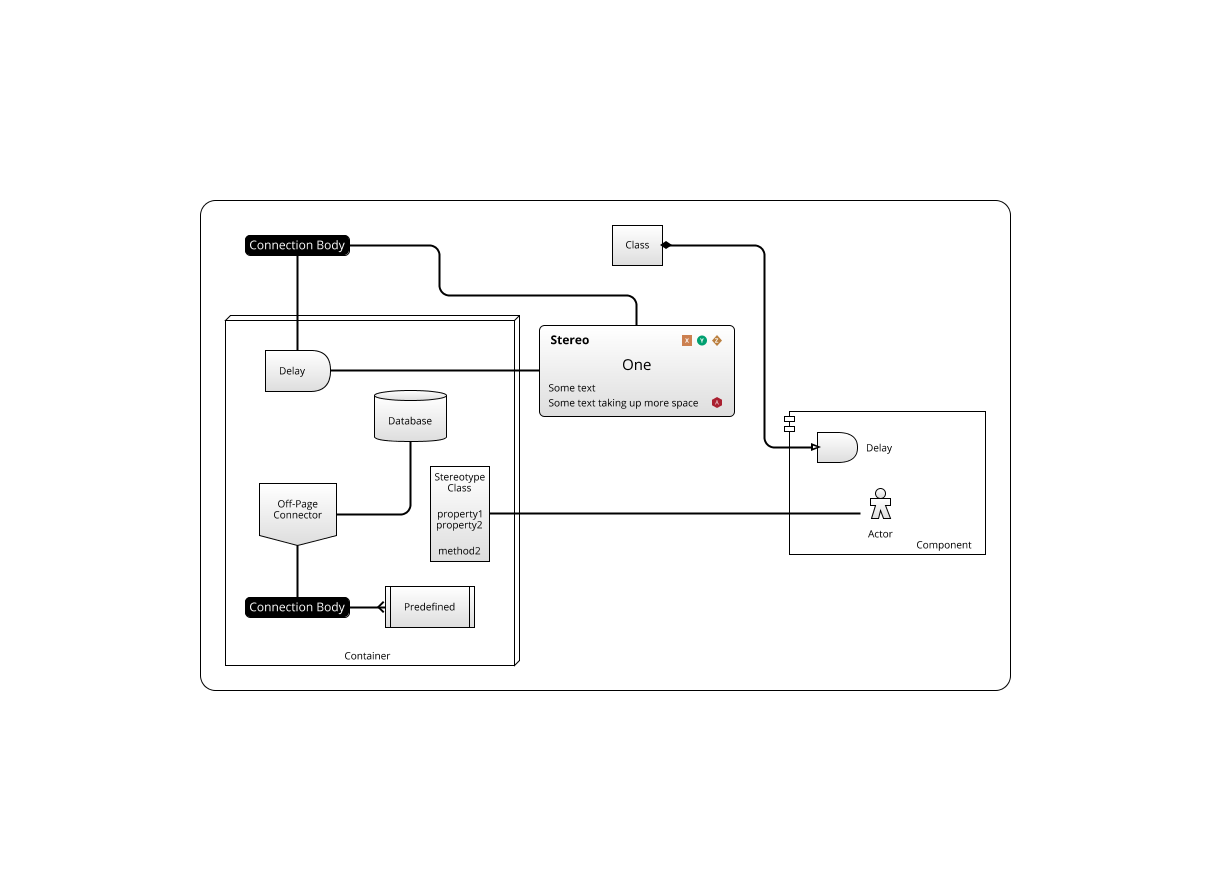 Connection Body
Class
Stereo
X
Y
Z
One
Some text
Some text taking up more space
A
Delay
Database
Stereotype
Class
property1
property2
method2
Off-Page
Connector
Connection Body
Predefined
Container
Delay
Actor
Component